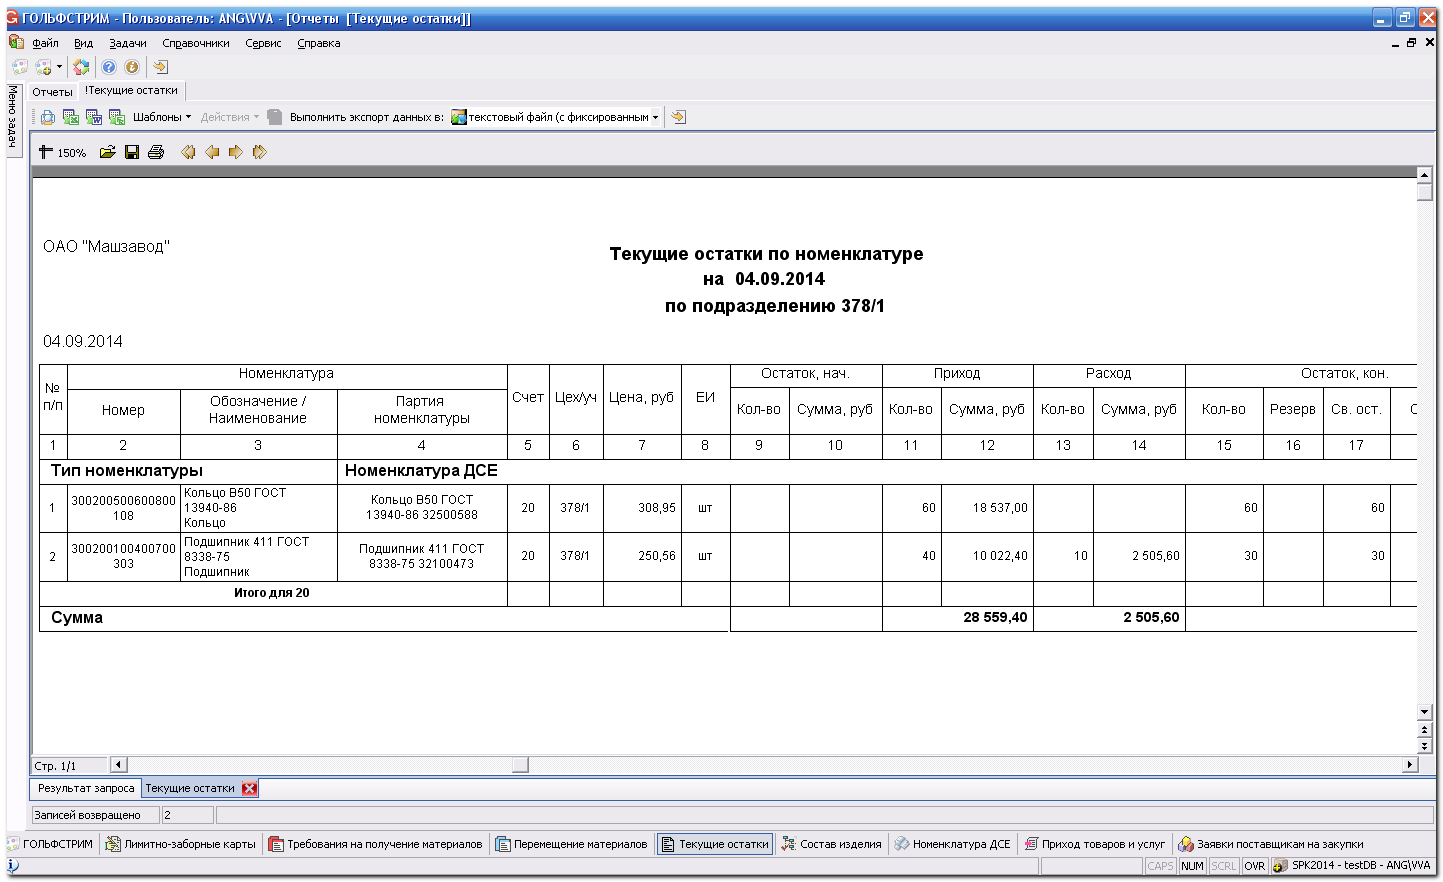 ГОЛЬФСТРИМ - Пользователь: ANG\VVA - [Отчеты [Текущие остатки]]
Файл Вид Задачи Справочники Сервис Справка
Меню задач
Отчеты !Текущие остатки
Шаблоны Действия Выполнить экспорт данных в: текстовый файл (с фиксированным
150%
ОАО "Машзавод"
Текущие остатки по номенклатуре
на 04.09.2014
по подразделению 378/1
04.09.2014
№ п/п Номенклатура Счет Цех/уч Цена, руб ЕИ Остаток, нач. Приход Расход Остаток, кон.
Номер Обозначение / Наименование Партия номенклатуры Кол-во Сумма, руб Кол-во Сумма, руб Кол-во Сумма, руб Кол-во Резерв Св. ост.
1 2 3 4 5 6 7 8 9 10 11 12 13 14 15 16 17
Тип номенклатуры Номенклатура ДСЕ
1 300200500600800 108 Кольцо В50 ГОСТ 13940-86 Кольцо Кольцо В50 ГОСТ 13940-86 32500588 20 378/1 308,95 шт 60 18 537,00 60 60
2 300200100400700 303 Подшипник 411 ГОСТ 8338-75 Подшипник Подшипник 411 ГОСТ 8338-75 32100473 20 378/1 250,56 шт 40 10 022,40 10 2 505,60 30 30
Итого для 20
Сумма 28 559,40 2 505,60
Стр. 1/1
Результат запроса Текущие остатки
Записей возвращено 2
ГОЛЬФСТРИМ Лимитно-заборные карты Требования на получение материалов Перемещение материалов Текущие остатки Состав изделия Номенклатура ДСЕ Приход товаров и услуг Заявки поставщикам на закупки
CAPS NUM SCRL OVR SPK2014 - testDB - ANG\VVA